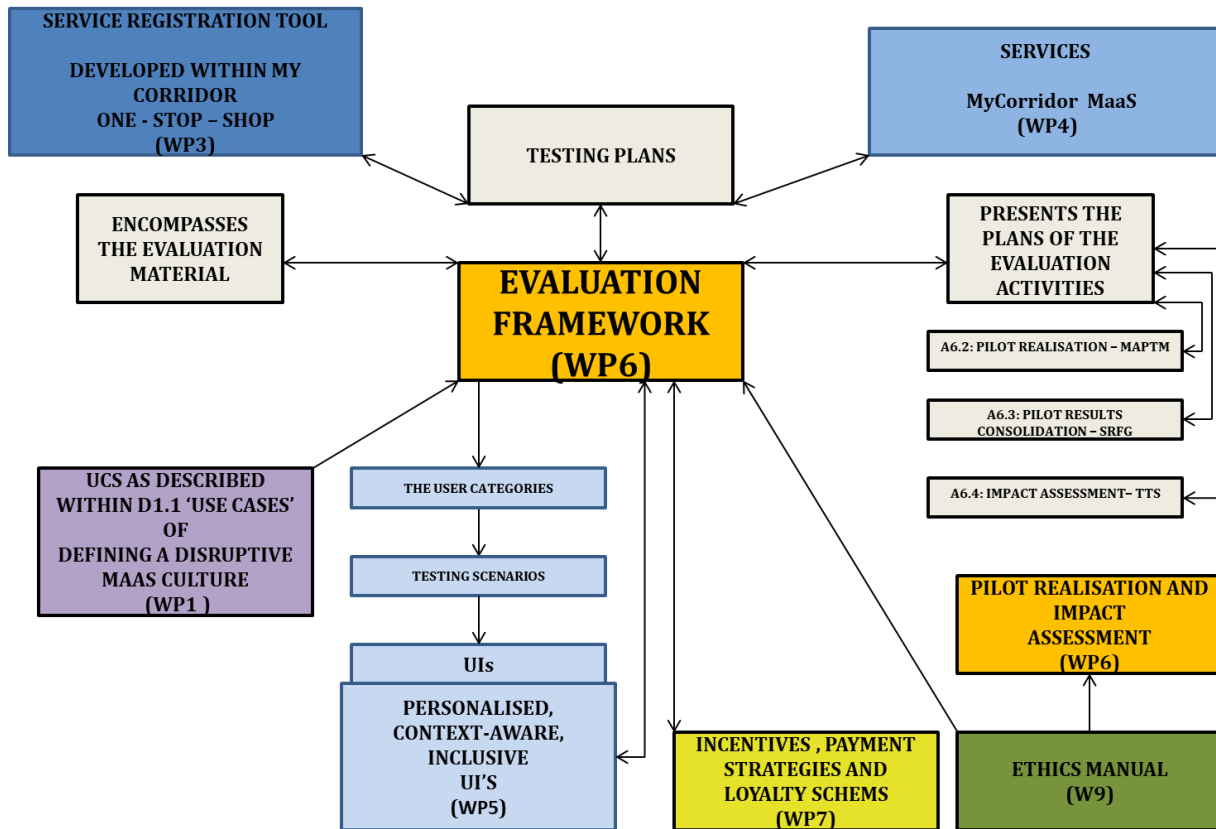 SERVICE REGISTRATION TOOL
DEVELOPED WITHIN MY
CORRIDOR
ONE - STOP – SHOP
(WP3)
SERVICES
MyCorridor MaaS
(WP4)
TESTING PLANS
ENCOMPASSES
THE EVALUATION
MATERIAL
EVALUATION
FRAMEWORK
(WP6)
PRESENTS THE
PLANS OF THE
EVALUATION
ACTIVITIES
A6.2: PILOT REALISATION – MAPTM
A6.3: PILOT RESULTS
CONSOLIDATION – SRFG
A6.4: IMPACT ASSESSMENT– TTS
UCS AS DESCRIBED
WITHIN D1.1 ‘USE CASES’
OF
DEFINING A DISRUPTIVE
MAAS CULTURE
(WP1 )
THE USER CATEGORIES
TESTING SCENARIOS
UIs
PERSONALISED,
CONTEXT-AWARE,
INCLUSIVE
UI’S
(WP5)
INCENTIVES , PAYMENT
STRATEGIES AND
LOYALTY SCHEMS
(WP7)
PILOT REALISATION AND
IMPACT
ASSESSMENT
(WP6)
ETHICS MANUAL
(W9)